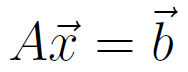 $A\vec{x} = \vec{b}$